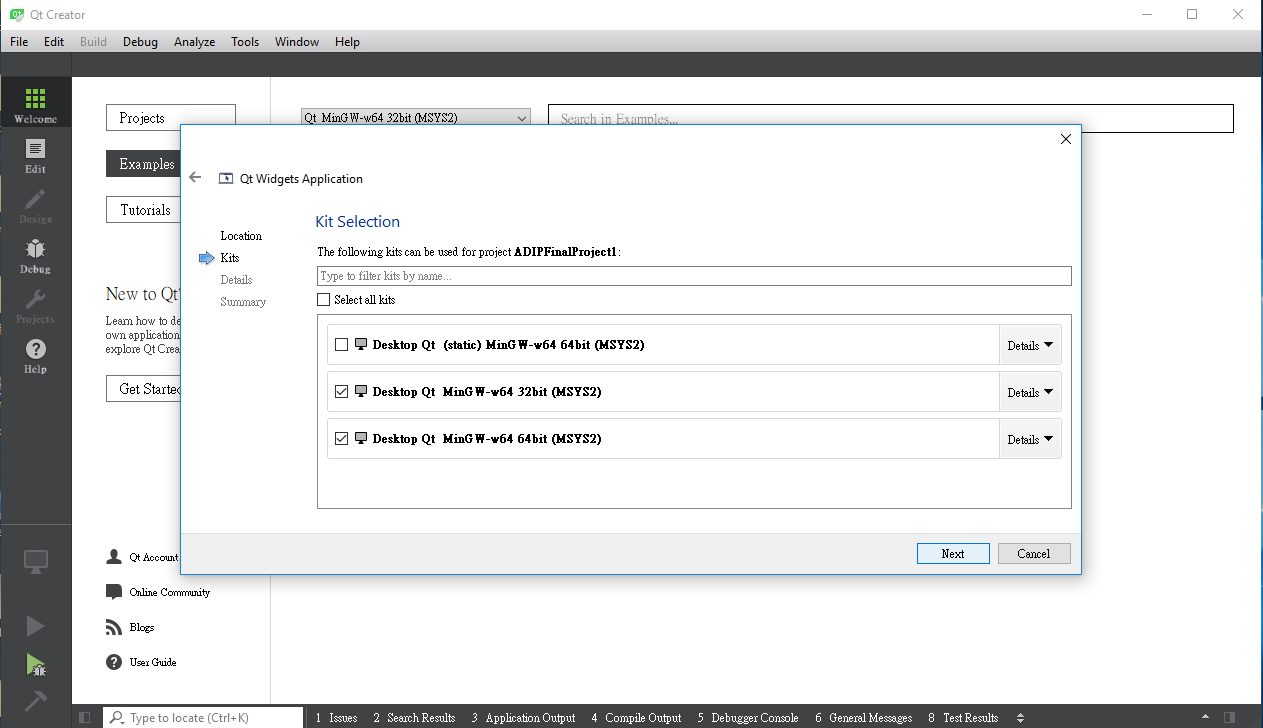 Qt Creator
File Edit Build Debug Analyze Tools Window Help
Welcome
Edit
Design
Debug
Projects
Help
Projects
Examples
Tutorials
Qt MinGW-w64 32bit (MSYS2)
Search in Examples...
New to Qt?
Learn how to de
own application
explore Qt Crea
Get Started
Qt Account
Online Community
Blogs
User Guide
Qt Widgets Application
Location
Kits
Details
Summary
Kit Selection
The following kits can be used for project ADIPFinalProject1:
Type to filter kits by name...
Select all kits
Desktop Qt (static) MinGW-w64 64bit (MSYS2) Details
Desktop Qt MinGW-w64 32bit (MSYS2) Details
Desktop Qt MinGW-w64 64bit (MSYS2) Details
Next Cancel
Type to locate (Ctrl+K) 1 Issues 2 Search Results 3 Application Output 4 Compile Output 5 Debugger Console 6 General Messages 8 Test Results